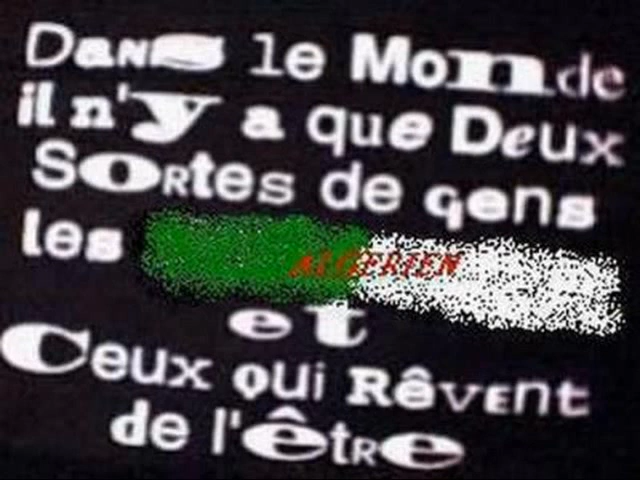 Dans le Monde
il n'y a que Deux
Sortes de gens
les ALGERIEN
et
Ceux qui Rêvent
de l'être